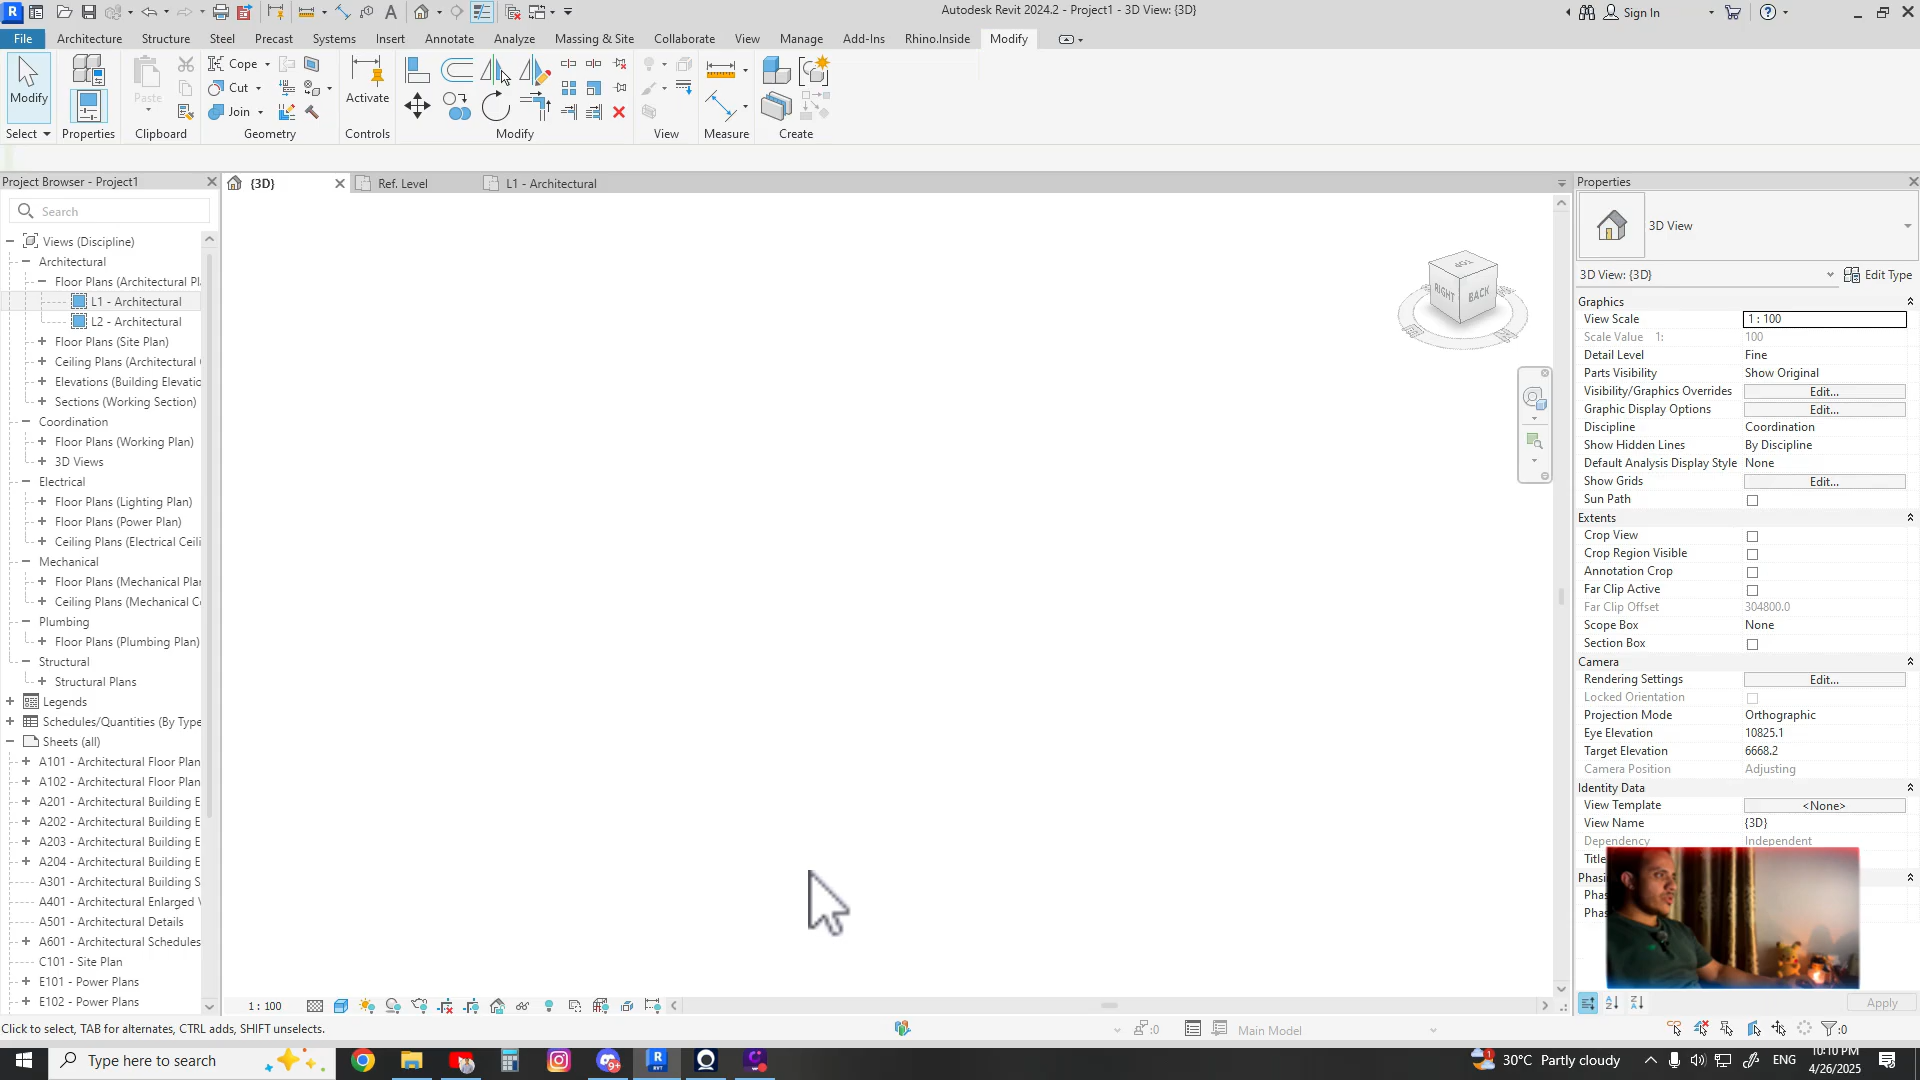 Autodesk Revit 2024.2 - Project1 - 3D View: {3D}
Sign In
File Architecture Structure Steel Precast Systems Insert Annotate Analyze Massing & Site Collaborate View Manage Add-Ins Rhino.Inside Modify
Modify
Paste
Cope
Cut
Join
Activate
Select Properties Clipboard Geometry Controls Modify View Measure Create
Project Browser - Project1
{3D} Ref. Level L1 - Architectural
Properties
Search
Views (Discipline)
Architectural
Floor Plans (Architectural Pl
L1 - Architectural
L2 - Architectural
Floor Plans (Site Plan)
Ceiling Plans (Architectural
Elevations (Building Elevatio
Sections (Working Section)
Coordination
Floor Plans (Working Plan)
3D Views
Electrical
Floor Plans (Lighting Plan)
Floor Plans (Power Plan)
Ceiling Plans (Electrical Ceili
Mechanical
Floor Plans (Mechanical Plar
Ceiling Plans (Mechanical Ce
Plumbing
Floor Plans (Plumbing Plan)
Structural
Structural Plans
Legends
Schedules/Quantities (By Type
Sheets (all)
A101 - Architectural Floor Plan
A102 - Architectural Floor Plan
A201 - Architectural Building E
A202 - Architectural Building E
A203 - Architectural Building E
A204 - Architectural Building E
A301 - Architectural Building S
A401 - Architectural Enlarged V
A501 - Architectural Details
A601 - Architectural Schedules
C101 - Site Plan
E101 - Power Plans
E102 - Power Plans
TOP
RIGHT BACK
3D View
3D View: {3D} Edit Type
Graphics
View Scale 1 : 100
Scale Value 1: 100
Detail Level Fine
Parts Visibility Show Original
Visibility/Graphics Overrides Edit...
Graphic Display Options Edit...
Discipline Coordination
Show Hidden Lines By Discipline
Default Analysis Display Style None
Show Grids Edit...
Sun Path
Extents
Crop View
Crop Region Visible
Annotation Crop
Far Clip Active
Far Clip Offset 304800.0
Scope Box None
Section Box
Camera
Rendering Settings Edit...
Locked Orientation
Projection Mode Orthographic
Eye Elevation 10825.1
Target Elevation 6668.2
Camera Position Adjusting
Identity Data
View Template <None>
View Name {3D}
Dependency Independent
Title
Phasi
Phas
Phas
Apply
1 : 100
Click to select, TAB for alternates, CTRL adds, SHIFT unselects.
:0
Main Model
:0
Type here to search
9+
1
30°C Partly cloudy
ENG
10:10 PM
4/26/2025